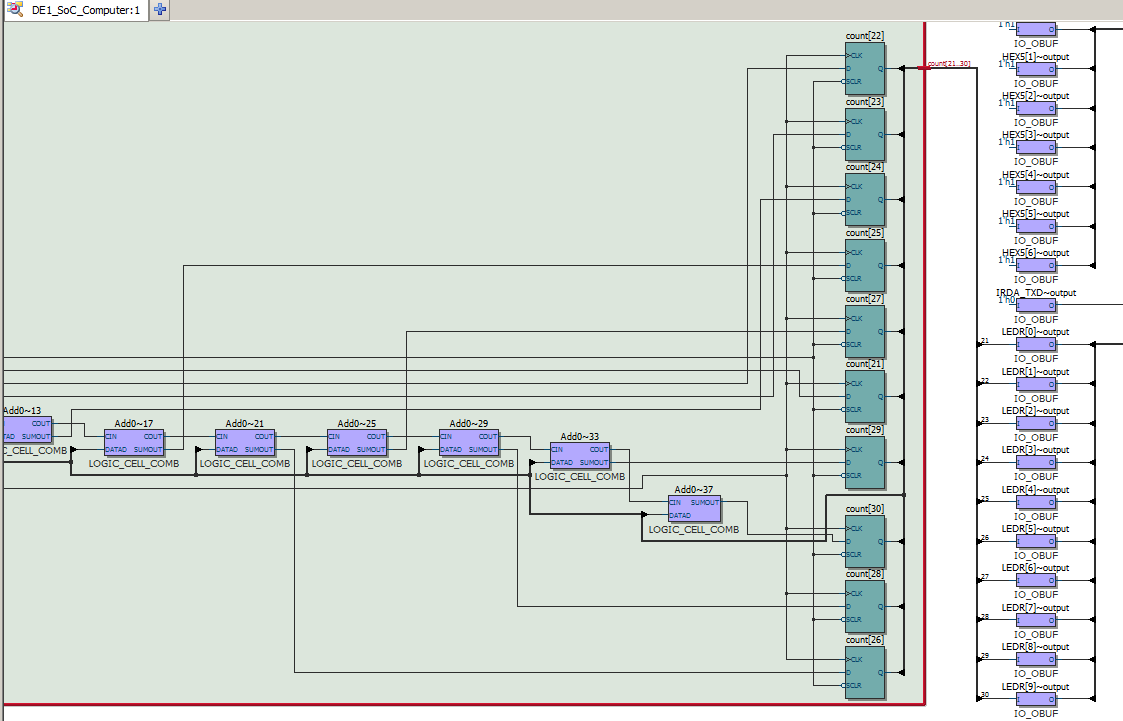 DE1_SoC_Computer:1
count[22]
>CLK
D
Q
SCLR
count[23]
>CLK
D
Q
SCLR
count[24]
>CLK
D
Q
SCLR
count[25]
>CLK
D
Q
SCLR
count[27]
>CLK
D
Q
SCLR
count[21]
>CLK
D
Q
SCLR
count[29]
>CLK
D
Q
SCLR
count[30]
>CLK
D
Q
SCLR
count[28]
>CLK
D
Q
SCLR
count[26]
>CLK
D
Q
SCLR
count[21..30]
Add0~13
COUT
TAD SUMOUT
C_CELL_COMB
Add0~17
CIN COUT
DATAD SUMOUT
LOGIC_CELL_COMB
Add0~21
CIN COUT
DATAD SUMOUT
LOGIC_CELL_COMB
Add0~25
CIN COUT
DATAD SUMOUT
LOGIC_CELL_COMB
Add0~29
CIN COUT
DATAD SUMOUT
LOGIC_CELL_COMB
Add0~33
CIN COUT
DATAD SUMOUT
LOGIC_CELL_COMB
Add0~37
CIN SUMOUT
DATAD
LOGIC_CELL_COMB
1'h1
I O
IO_OBUF
HEX5[1]~output
1'h1
I O
IO_OBUF
HEX5[2]~output
1'h1
I O
IO_OBUF
HEX5[3]~output
1'h1
I O
IO_OBUF
HEX5[4]~output
1'h1
I O
IO_OBUF
HEX5[5]~output
1'h1
I O
IO_OBUF
HEX5[6]~output
1'h1
I O
IO_OBUF
IRDA_TXD~output
1'h0
I O
IO_OBUF
LEDR[0]~output
21
I O
IO_OBUF
LEDR[1]~output
22
I O
IO_OBUF
LEDR[2]~output
23
I O
IO_OBUF
LEDR[3]~output
24
I O
IO_OBUF
LEDR[4]~output
25
I O
IO_OBUF
LEDR[5]~output
26
I O
IO_OBUF
LEDR[6]~output
27
I O
IO_OBUF
LEDR[7]~output
28
I O
IO_OBUF
LEDR[8]~output
29
I O
IO_OBUF
LEDR[9]~output
30
I O
IO_OBUF